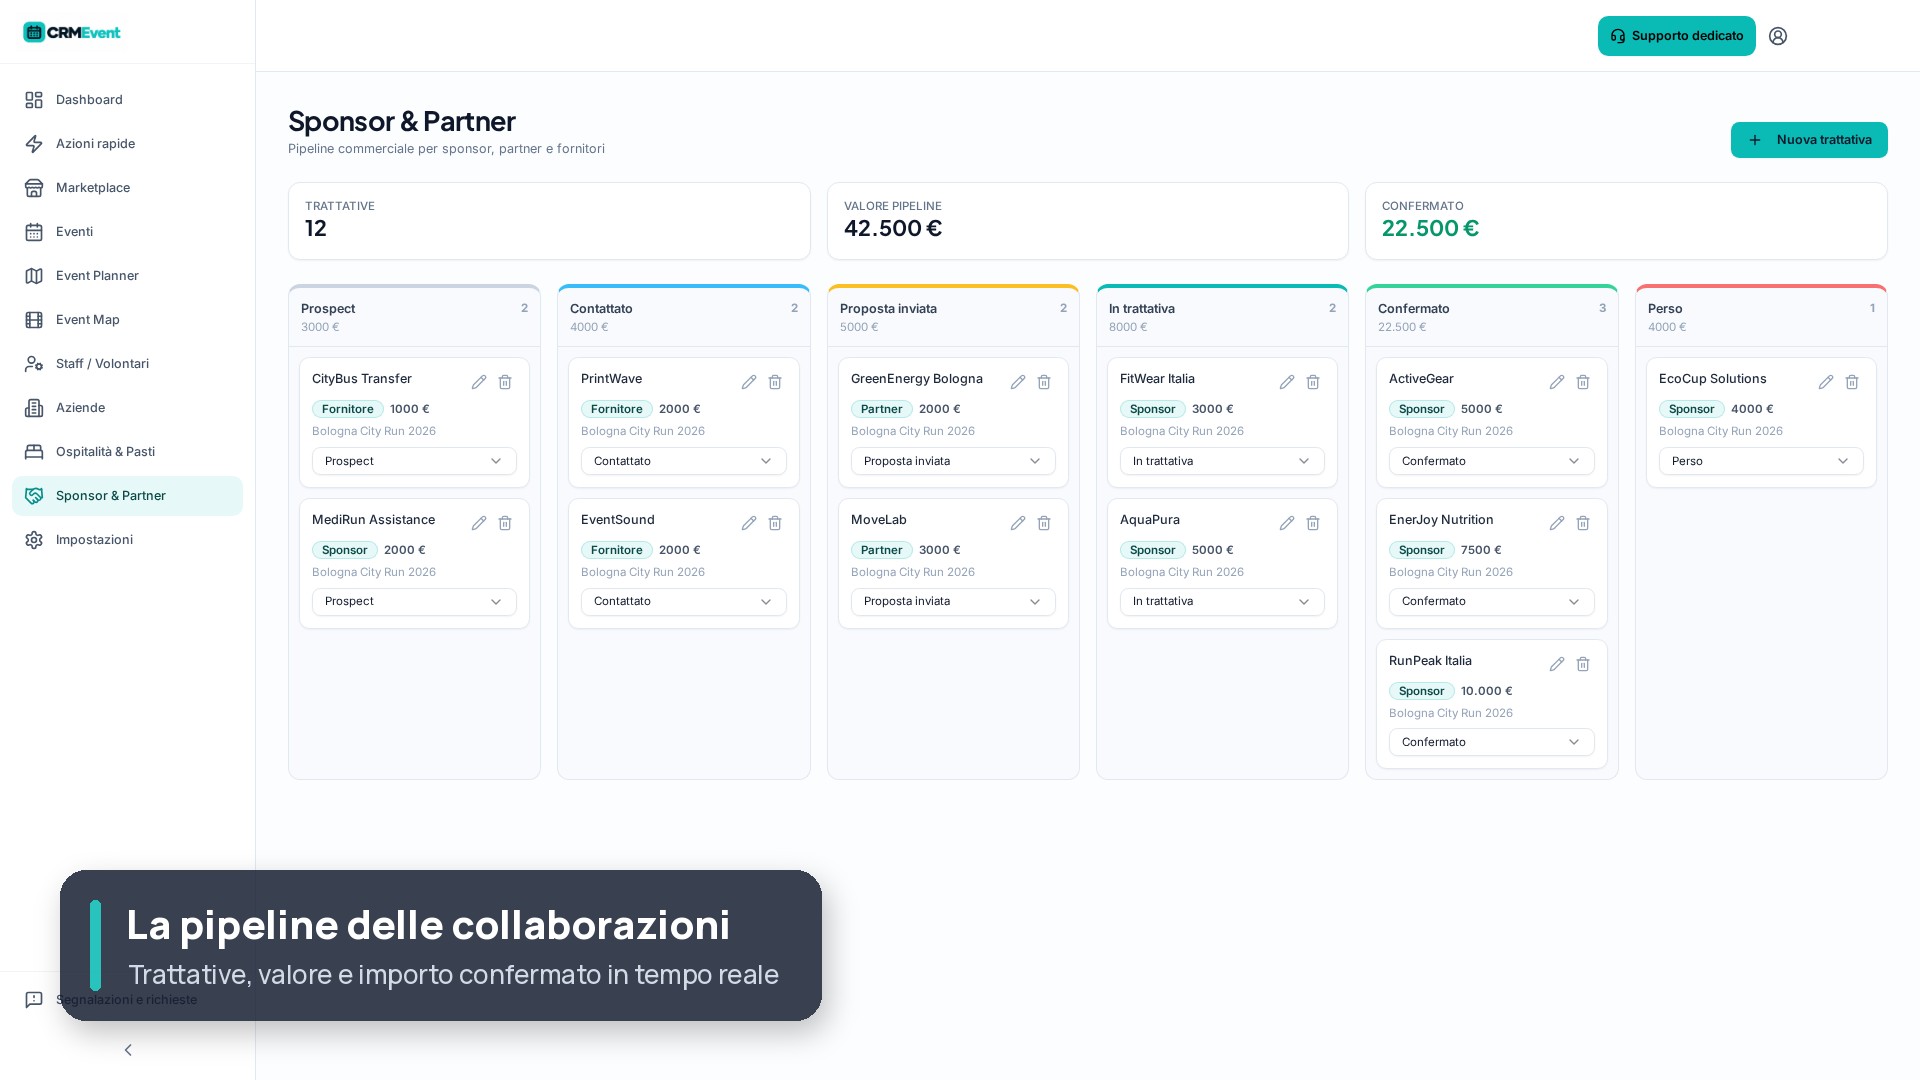 CRMEvent
Supporto dedicato
Dashboard
Azioni rapide
Marketplace
Eventi
Event Planner
Event Map
Staff / Volontari
Aziende
Ospitalità & Pasti
Sponsor & Partner
Impostazioni
Sponsor & Partner
Pipeline commerciale per sponsor, partner e fornitori
Nuova trattativa
TRATTATIVE
12
VALORE PIPELINE
42.500 €
CONFERMATO
22.500 €
Prospect 2
3000 €
CityBus Transfer
Fornitore 1000 €
Bologna City Run 2026
Prospect
MediRun Assistance
Sponsor 2000 €
Bologna City Run 2026
Prospect
Contattato 2
4000 €
PrintWave
Fornitore 2000 €
Bologna City Run 2026
Contattato
EventSound
Fornitore 2000 €
Bologna City Run 2026
Contattato
Proposta inviata 2
5000 €
GreenEnergy Bologna
Partner 2000 €
Bologna City Run 2026
Proposta inviata
MoveLab
Partner 3000 €
Bologna City Run 2026
Proposta inviata
In trattativa 2
8000 €
FitWear Italia
Sponsor 3000 €
Bologna City Run 2026
In trattativa
AquaPura
Sponsor 5000 €
Bologna City Run 2026
In trattativa
Confermato 3
22.500 €
ActiveGear
Sponsor 5000 €
Bologna City Run 2026
Confermato
EnerJoy Nutrition
Sponsor 7500 €
Bologna City Run 2026
Confermato
RunPeak Italia
Sponsor 10.000 €
Bologna City Run 2026
Confermato
Perso 1
4000 €
EcoCup Solutions
Sponsor 4000 €
Bologna City Run 2026
Perso
La pipeline delle collaborazioni
Trattative, valore e importo confermato in tempo reale
Segnalazioni e richieste